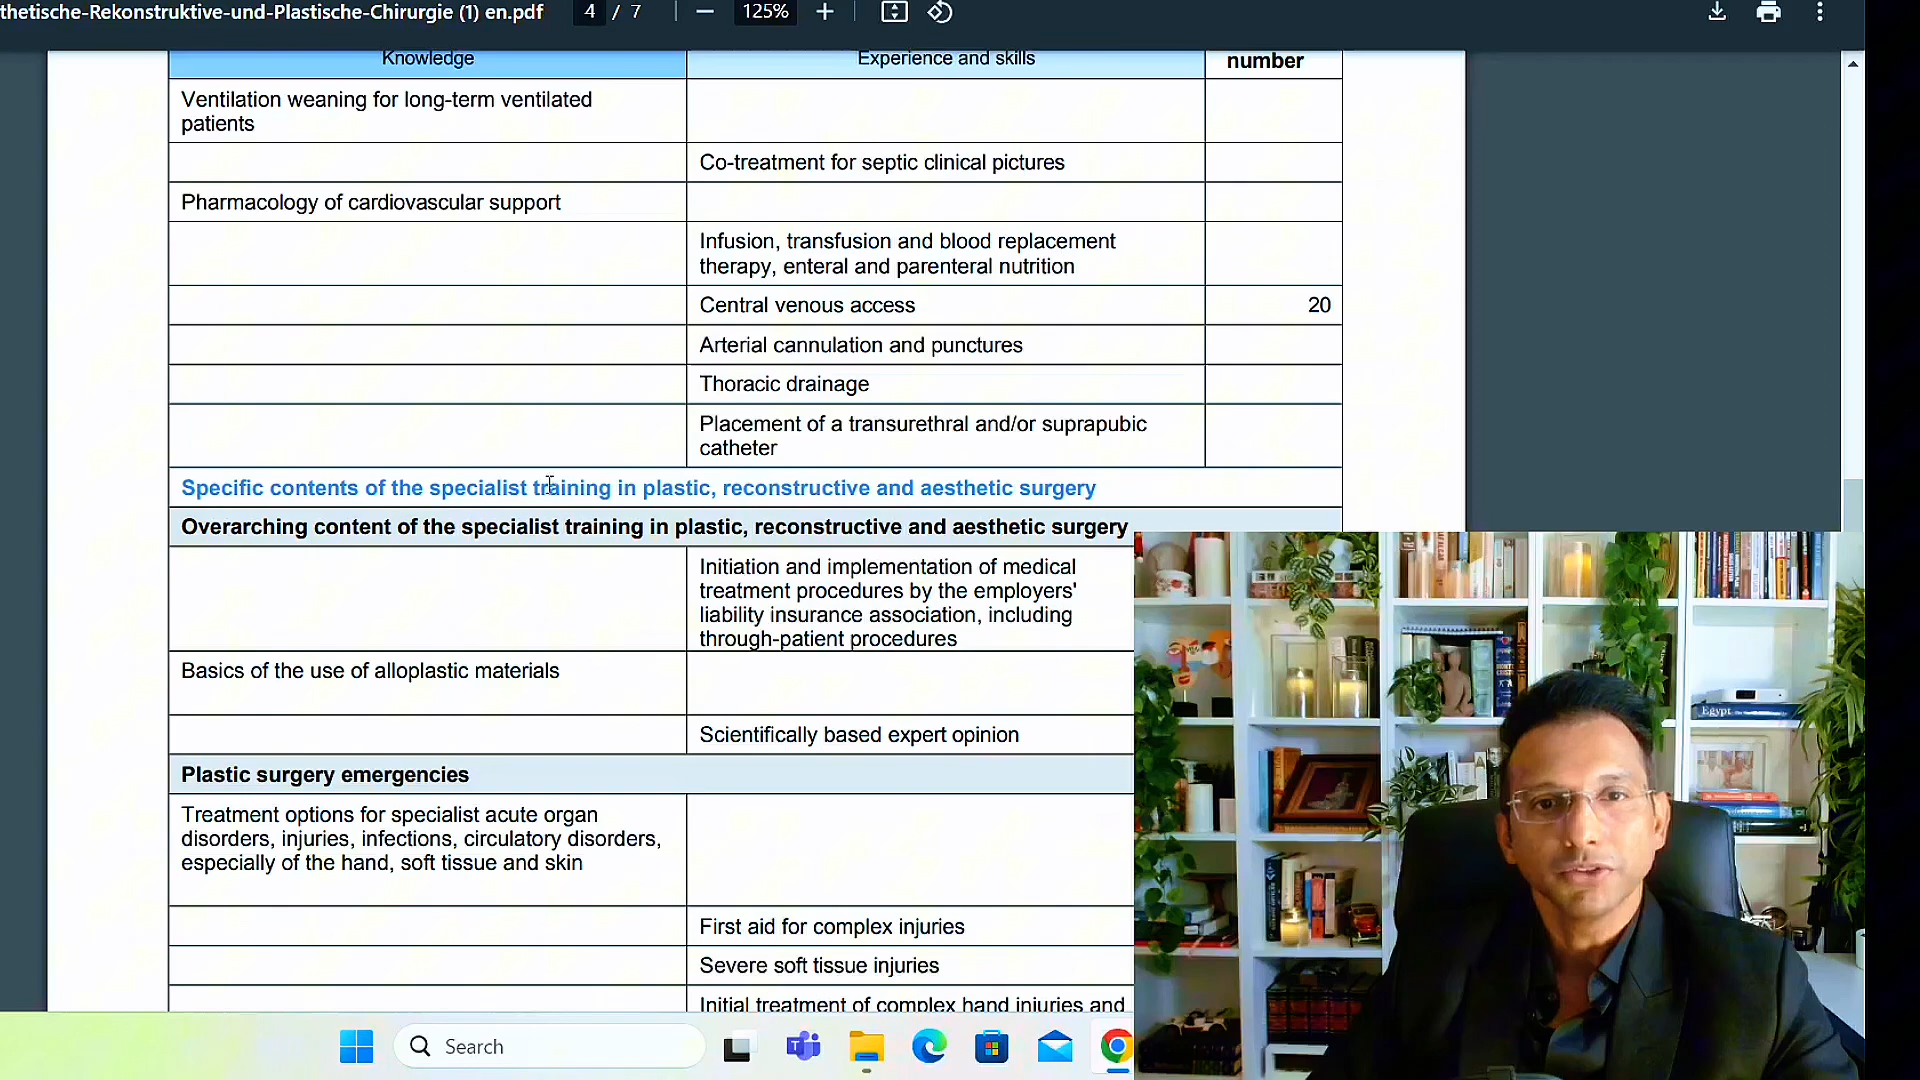 thetische-Rekonstruktive-und-Plastische-Chirurgie (1) en.pdf
4 / 7
125%
Knowledge
Experience and skills
number
Ventilation weaning for long-term ventilated
patients
Co-treatment for septic clinical pictures
Pharmacology of cardiovascular support
Infusion, transfusion and blood replacement
therapy, enteral and parenteral nutrition
Central venous access
20
Arterial cannulation and punctures
Thoracic drainage
Placement of a transurethral and/or suprapubic
catheter
Specific contents of the specialist training in plastic, reconstructive and aesthetic surgery
Overarching content of the specialist training in plastic, reconstructive and aesthetic surgery
Initiation and implementation of medical
treatment procedures by the employers'
liability insurance association, including
through-patient procedures
Basics of the use of alloplastic materials
Scientifically based expert opinion
Plastic surgery emergencies
Treatment options for specialist acute organ
disorders, injuries, infections, circulatory disorders,
especially of the hand, soft tissue and skin
First aid for complex injuries
Severe soft tissue injuries
Initial treatment of complex hand injuries and
Egypt
Search